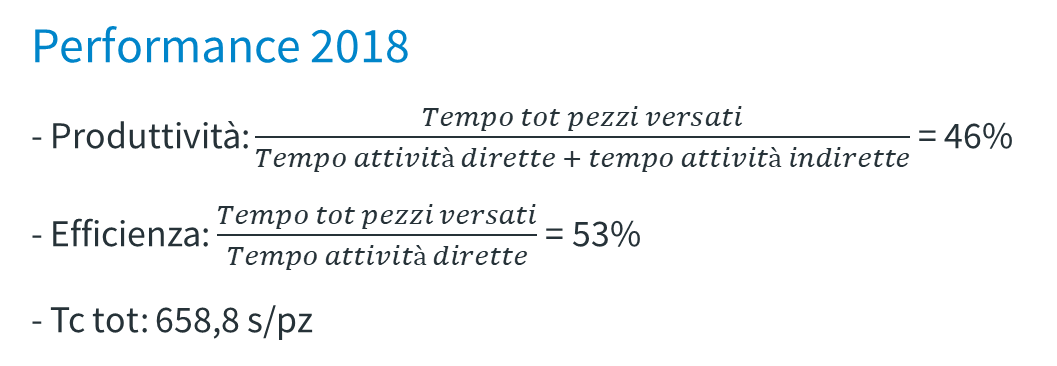 Performance 2018
- Produttività: Tempo tot pezzi versati / Tempo attività dirette + tempo attività indirette = 46%
- Efficienza: Tempo tot pezzi versati / Tempo attività dirette = 53%
- Tc tot: 658,8 s/pz